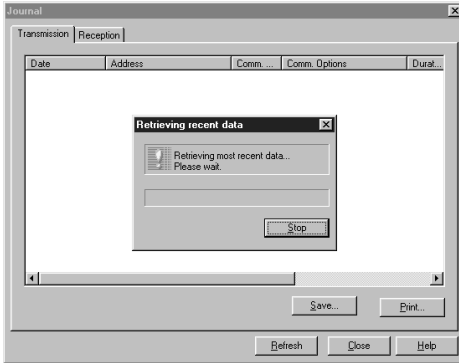 Journal
Transmission Reception
Date Address Comm. ... Comm. Options Durat...
Retrieving recent data
Retrieving most recent data...
Please wait.
Stop
Save... Print...
Refresh Close Help